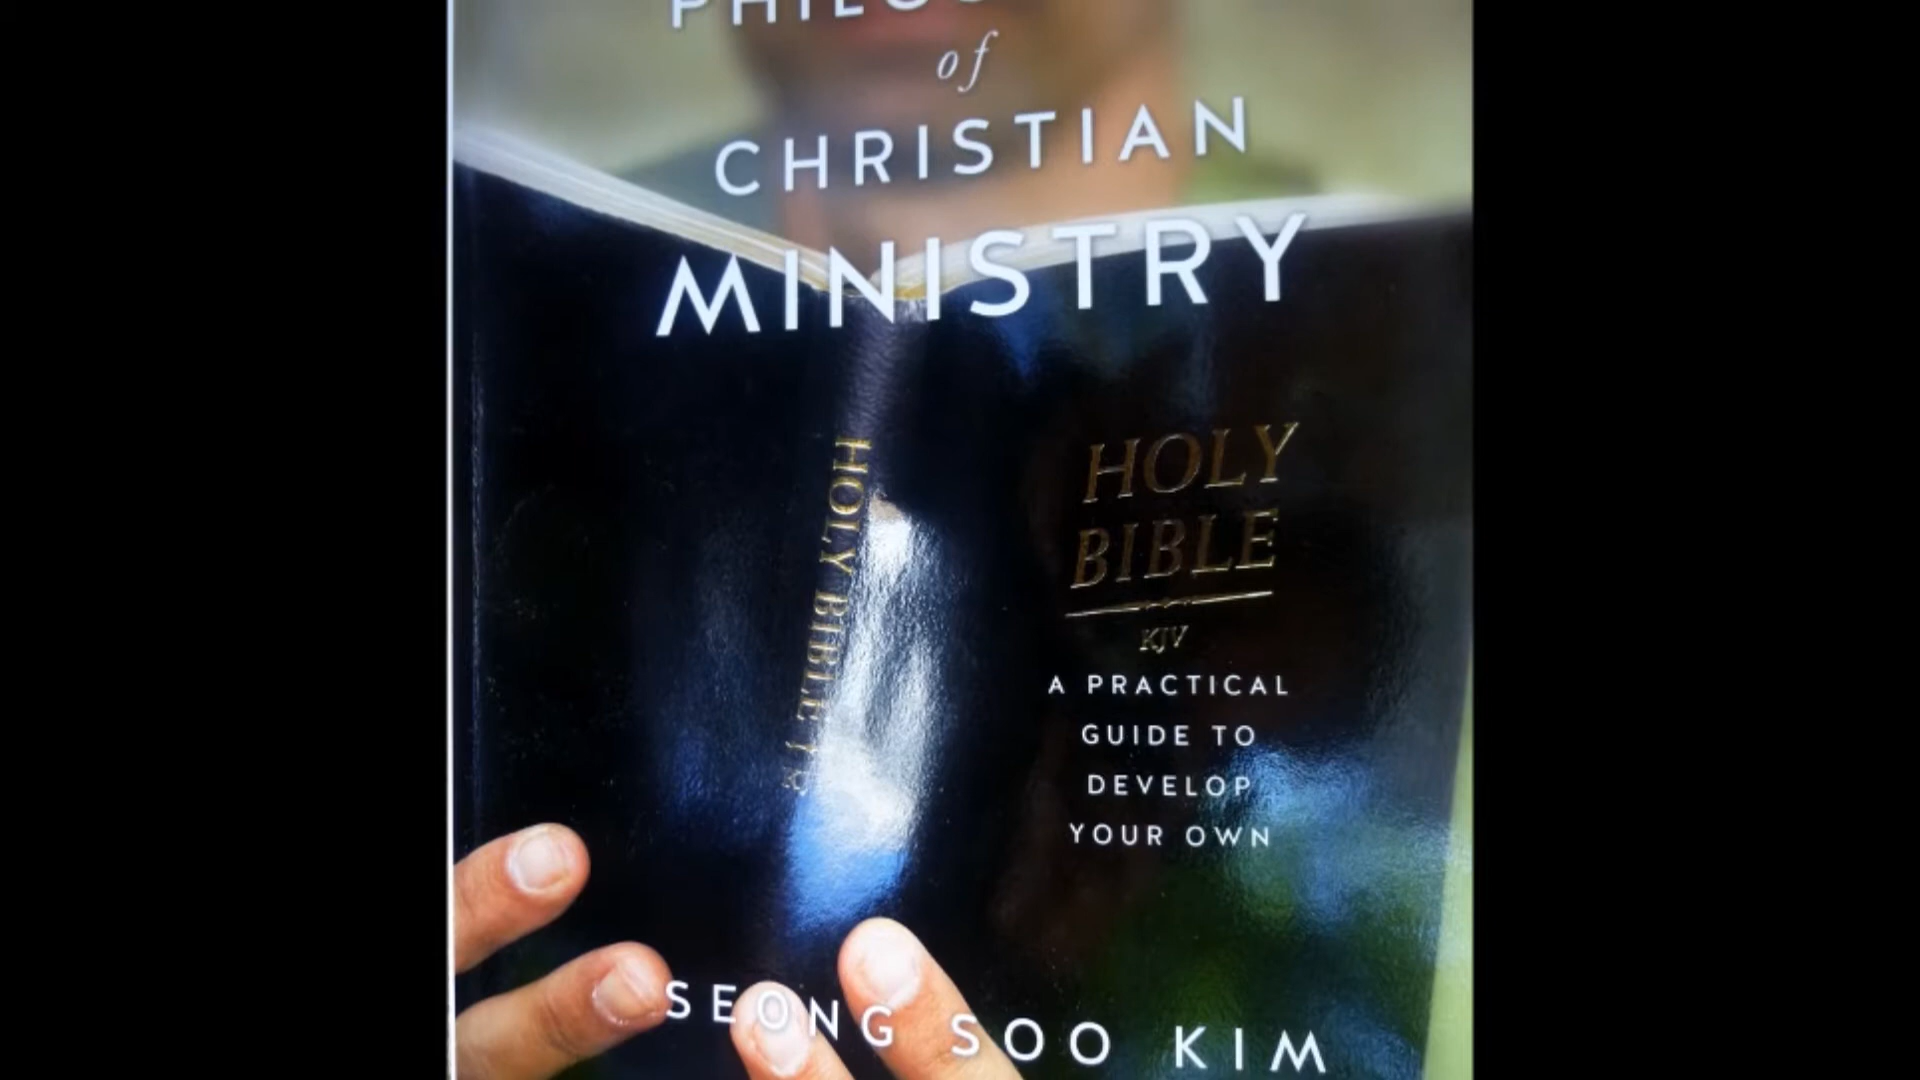 of
CHRISTIAN
MINISTRY
HOLY BIBLE
HOLY
BIBLE
KJV
A PRACTICAL
GUIDE TO
DEVELOP
YOUR OWN
SEONG SOO KIM